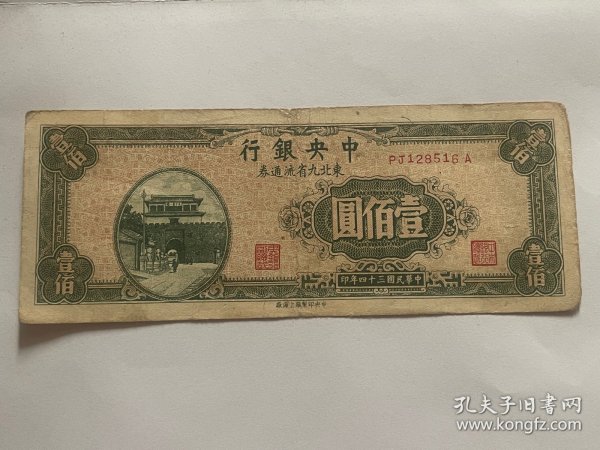 中央銀行
東北九省流通券
PJ128516A
壹佰圓
中華民國三十四年印
壹佰
壹佰
壹佰
壹佰
孔夫子旧书网
www.kongfz.com